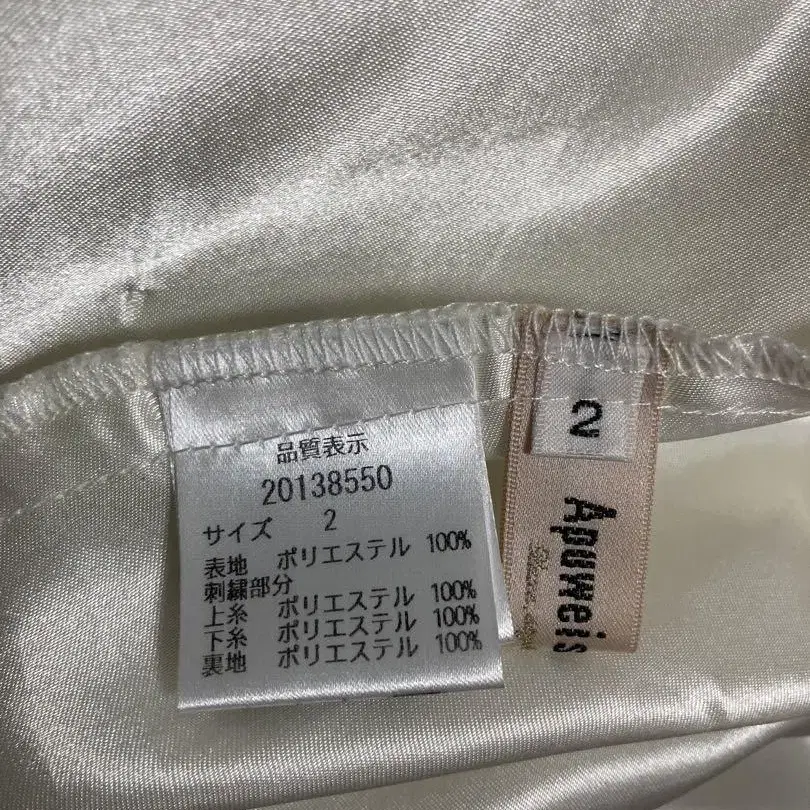 品質表示
20138550
サイズ 2
表地 ポリエステル 100%
刺繍部分
上糸 ポリエステル 100%
下糸 ポリエステル 100%
裏地 ポリエステル 100%
2
Apuweis